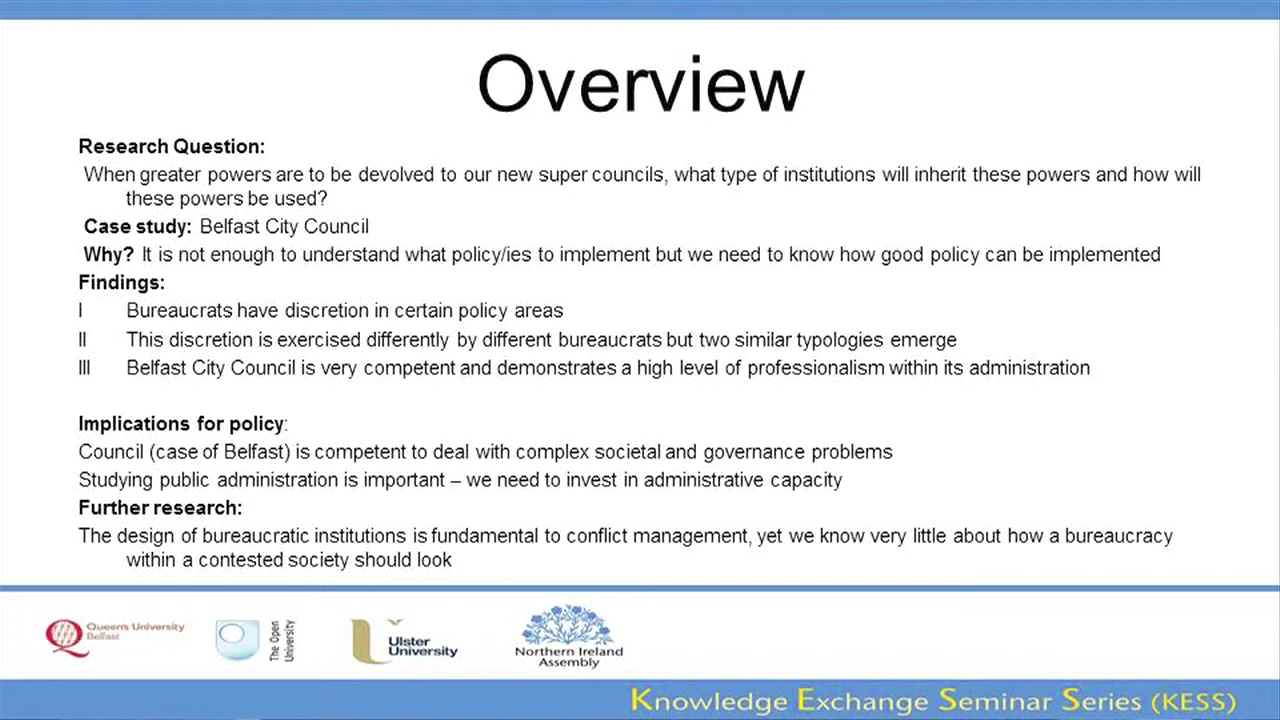 Overview
Research Question:
When greater powers are to be devolved to our new super councils, what type of institutions will inherit these powers and how will
these powers be used?
Case study: Belfast City Council
Why? It is not enough to understand what policy/ies to implement but we need to know how good policy can be implemented
Findings:
I Bureaucrats have discretion in certain policy areas
II This discretion is exercised differently by different bureaucrats but two similar typologies emerge
III Belfast City Council is very competent and demonstrates a high level of professionalism within its administration
Implications for policy:
Council (case of Belfast) is competent to deal with complex societal and governance problems
Studying public administration is important – we need to invest in administrative capacity
Further research:
The design of bureaucratic institutions is fundamental to conflict management, yet we know very little about how a bureaucracy
within a contested society should look
Queen's University
Belfast
The Open
University
Ulster
University
Northern Ireland
Assembly
Knowledge Exchange Seminar Series (KESS)